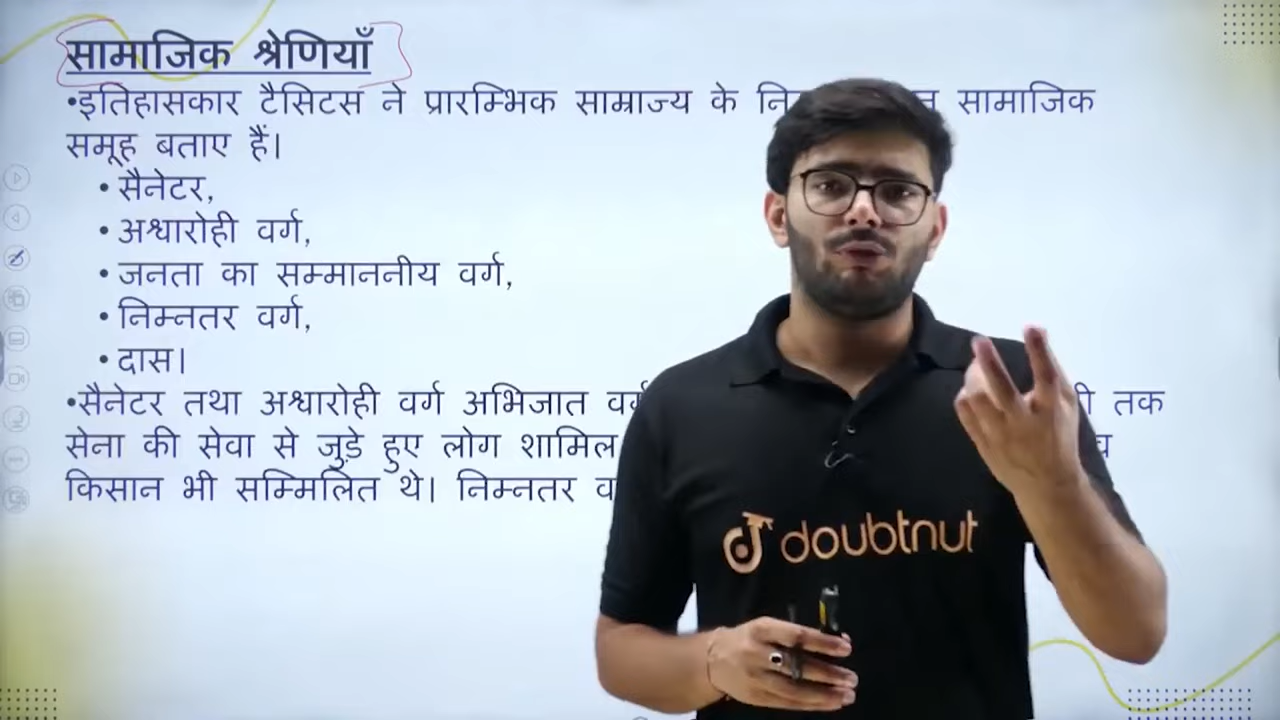 सामाजिक श्रेणियाँ
•इतिहासकार टैसिटस ने प्रारम्भिक साम्राज्य के सामाजिक
समूह बताए हैं।
• सैनेटर,
• अश्वारोही वर्ग,
• जनता का सम्माननीय वर्ग,
• निम्नतर वर्ग,
• दास।
•सैनेटर तथा अश्वारोही वर्ग अभिजात तक
सेना की सेवा से जुड़े हुए लोग शामिल
किसान भी सम्मिलित थे। निम्नतर
doubtnut